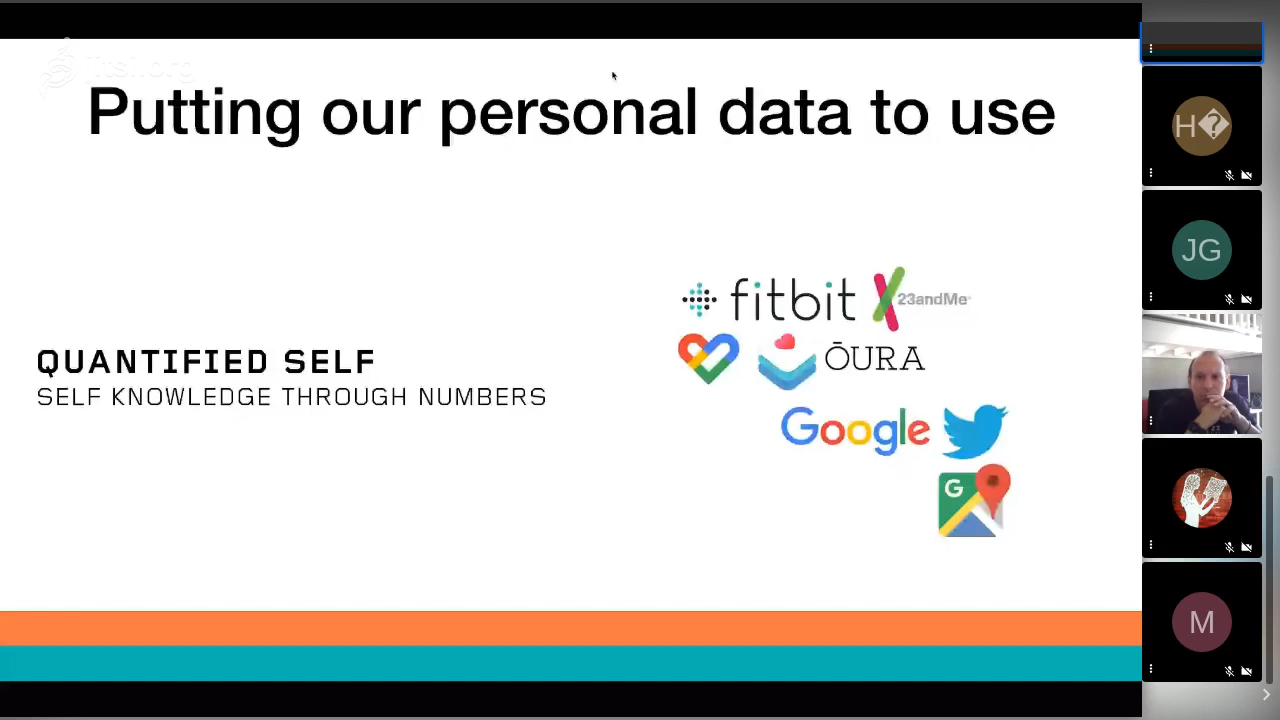 Putting our personal data to use
QUANTIFIED SELF
SELF KNOWLEDGE THROUGH NUMBERS
fitbit
23andMe
ŌURA
Google
G
H�
JG
M